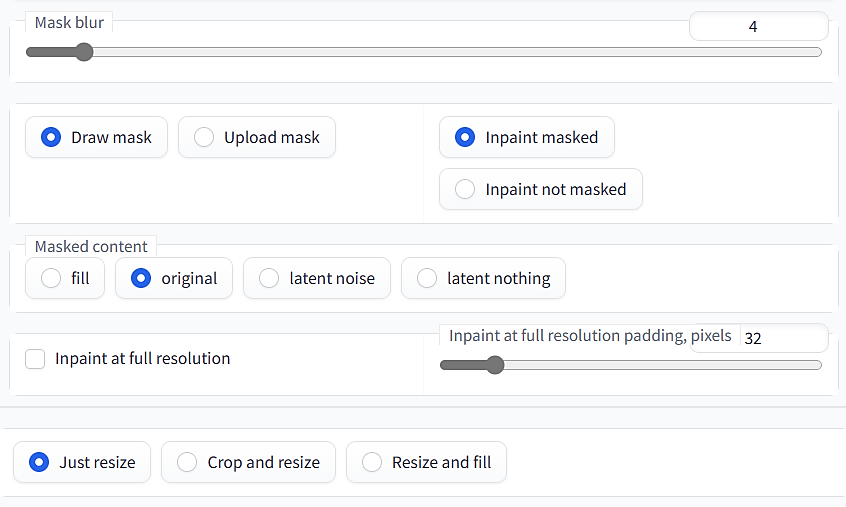 Mask blur
4
Draw mask
Upload mask
Inpaint masked
Inpaint not masked
Masked content
fill
original
latent noise
latent nothing
Inpaint at full resolution
Inpaint at full resolution padding, pixels
32
Just resize
Crop and resize
Resize and fill